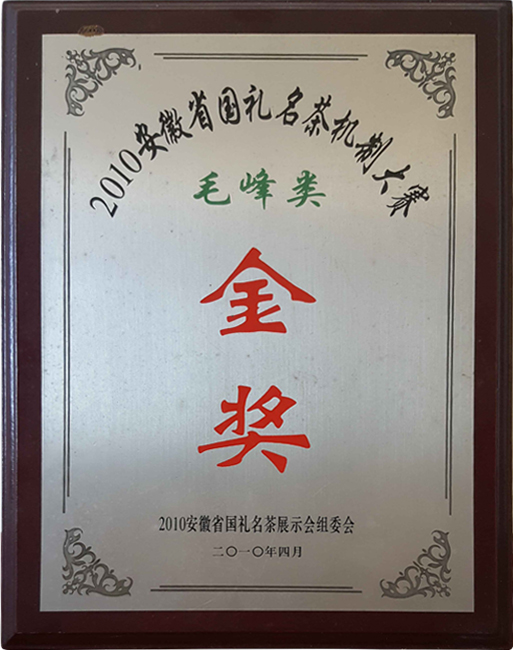 2010安徽省国礼名茶机制大赛
毛峰类
金
奖
2010安徽省国礼名茶展示会组委会
二〇一〇年四月